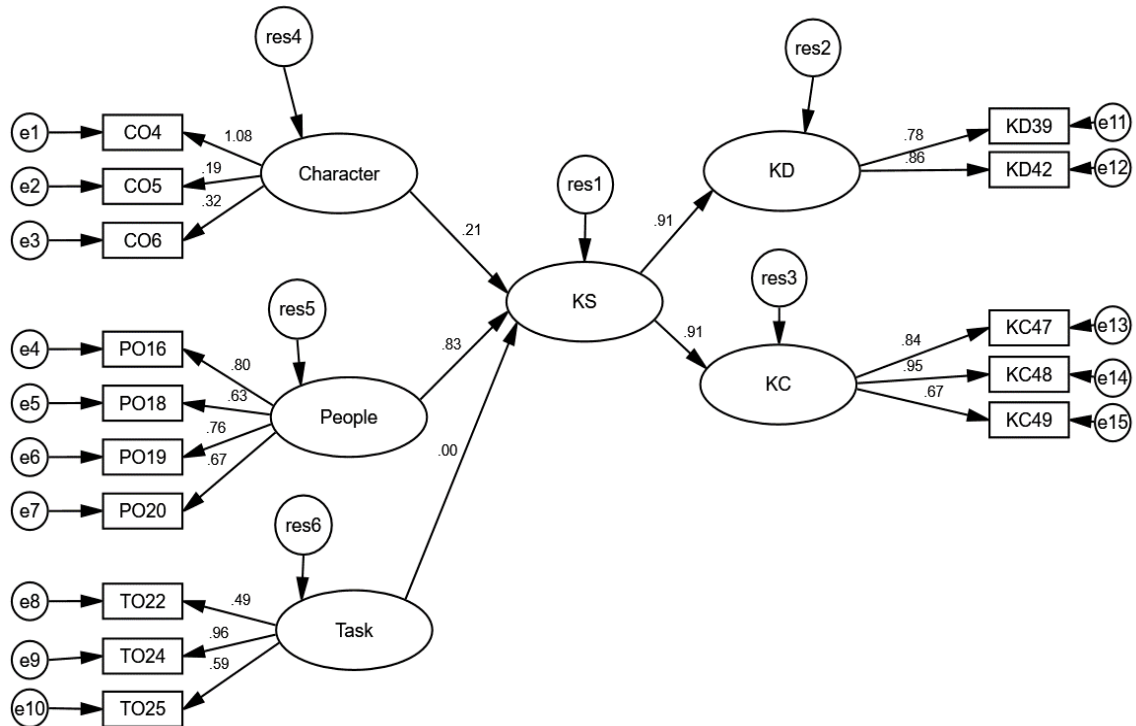 res4
res2
e1
CO4
1.08
e2
CO5
.19
e3
CO6
.32
Character
res1
KD
.78
KD39
e11
.86
KD42
e12
.21
.91
KS
res5
res3
e4
PO16
.80
e5
PO18
.63
e6
PO19
.76
e7
PO20
.67
People
.83
.91
KC
.84
KC47
e13
.95
KC48
e14
.67
KC49
e15
.00
res6
e8
TO22
.49
e9
TO24
.96
e10
TO25
.59
Task